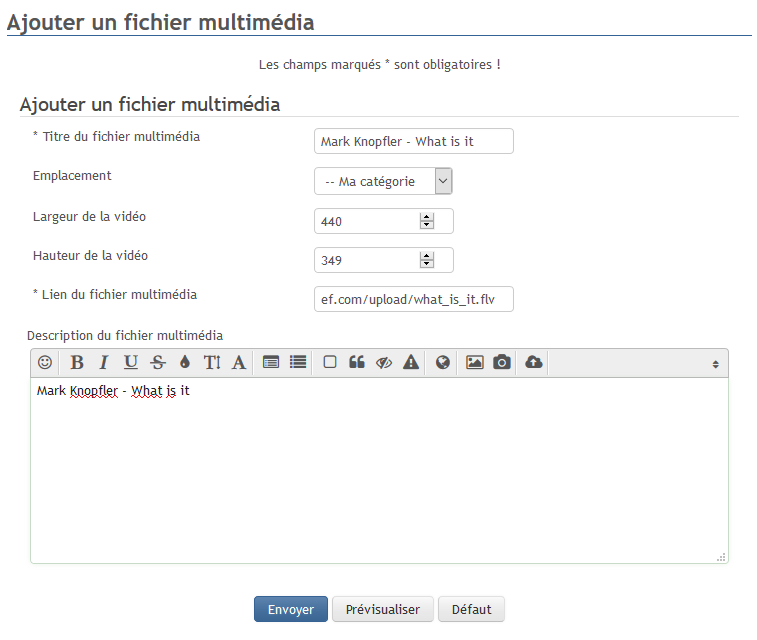 Ajouter un fichier multimédia
Les champs marqués * sont obligatoires !
Ajouter un fichier multimédia
* Titre du fichier multimédia Mark Knopfler - What is it
Emplacement -- Ma catégorie
Largeur de la vidéo 440
Hauteur de la vidéo 349
* Lien du fichier multimédia ef.com/upload/what_is_it.flv
Description du fichier multimédia
B I U S T A
Mark Knopfler - What is it
Envoyer Prévisualiser Défaut